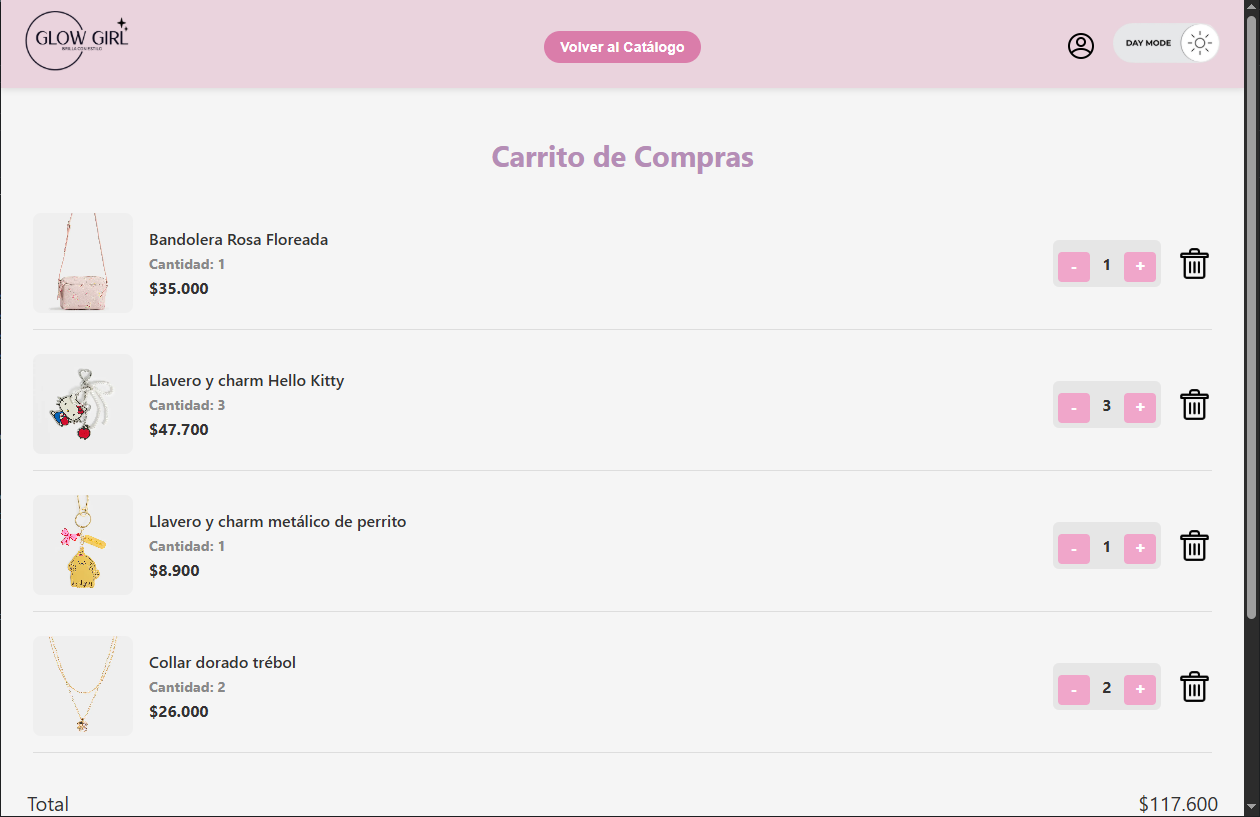 GLOW GIRL
Volver al Catálogo
DAY MODE
Carrito de Compras
Bandolera Rosa Floreada
Cantidad: 1
$35.000
- 1 +
Llavero y charm Hello Kitty
Cantidad: 3
$47.700
- 3 +
Llavero y charm metálico de perrito
Cantidad: 1
$8.900
- 1 +
Collar dorado trébol
Cantidad: 2
$26.000
- 2 +
Total $117.600